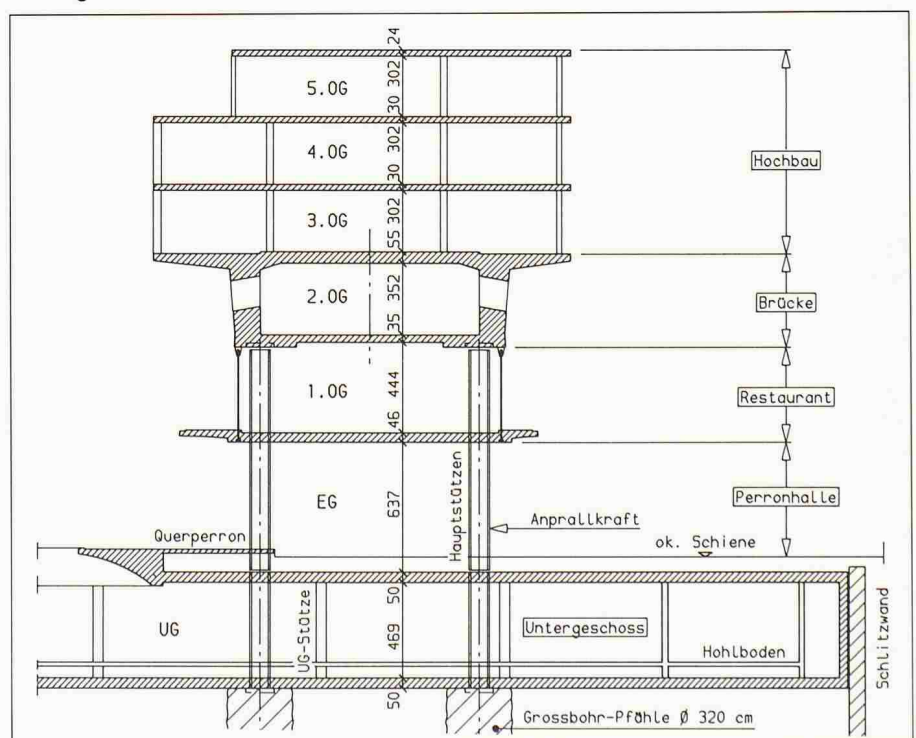 24
302
5.OG
30
302
4.OG
30
302
3.OG
55
Hochbau
352
2.OG
35
Brücke
444
1.OG
46
Restaurant
Hauptstützen
EG
637
Perronhalle
Anprallkraft
Querperron
ok. Schiene
50
UG
UG-Stütze
469
Untergeschoss
Hohlboden
Schlitzwand
50
Grossbohr-Pfähle Ø 320 cm